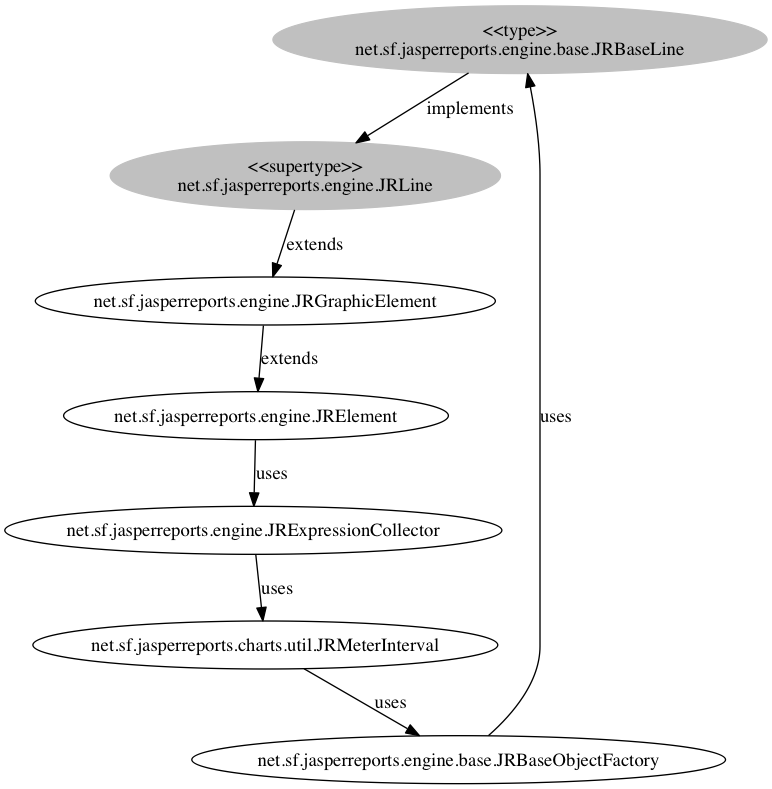 <<type>>
net.sf.jasperreports.engine.base.JRBaseLine
implements
<<supertype>>
net.sf.jasperreports.engine.JRLine
extends
net.sf.jasperreports.engine.JRGraphicElement
extends
net.sf.jasperreports.engine.JRElement
uses
uses
net.sf.jasperreports.engine.JRExpressionCollector
uses
net.sf.jasperreports.charts.util.JRMeterInterval
uses
net.sf.jasperreports.engine.base.JRBaseObjectFactory